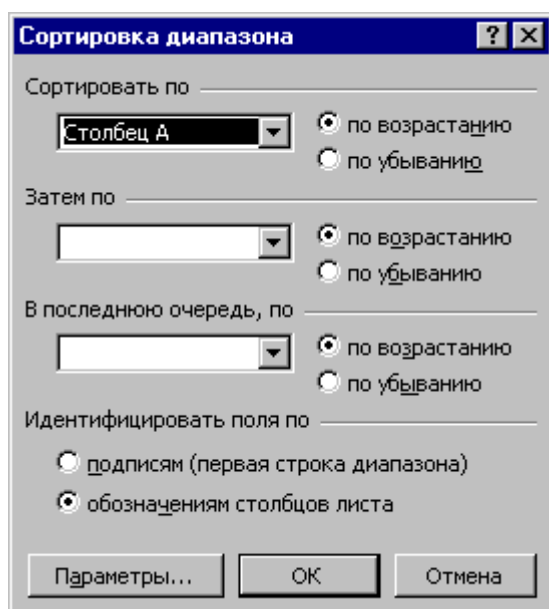 Сортировка диапазона
Сортировать по
Столбец А
по возрастанию
по убыванию
Затем по
по возрастанию
по убыванию
В последнюю очередь, по
по возрастанию
по убыванию
Идентифицировать поля по
подписям (первая строка диапазона)
обозначениям столбцов листа
Параметры... ОК Отмена